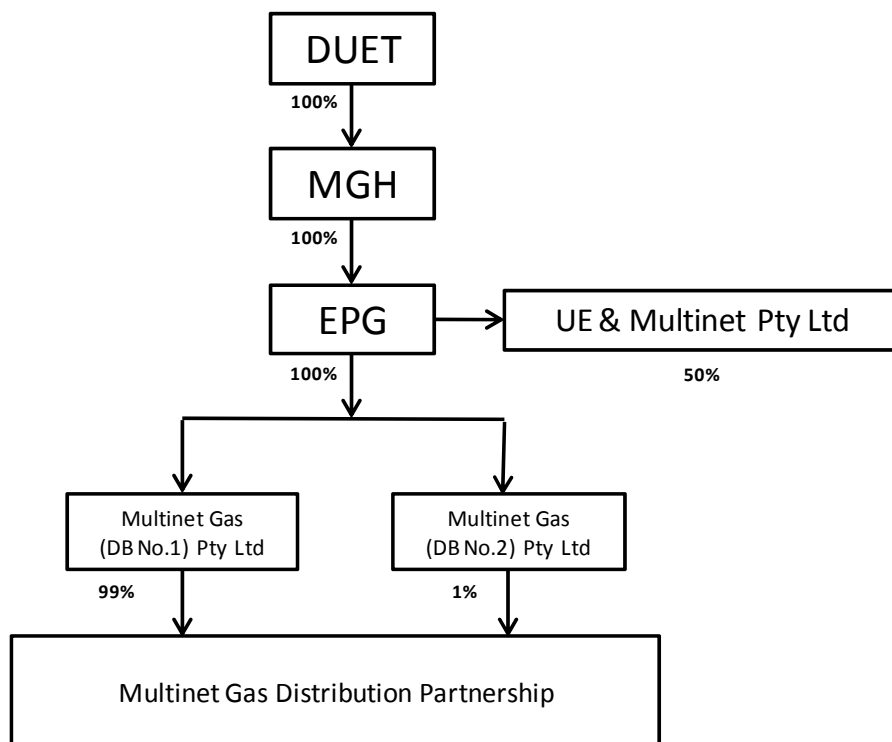 DUET
100%
MGH
100%
EPG
UE & Multinet Pty Ltd
100%
50%
Multinet Gas
(DB No.1) Pty Ltd
Multinet Gas
(DB No.2) Pty Ltd
99%
1%
Multinet Gas Distribution Partnership